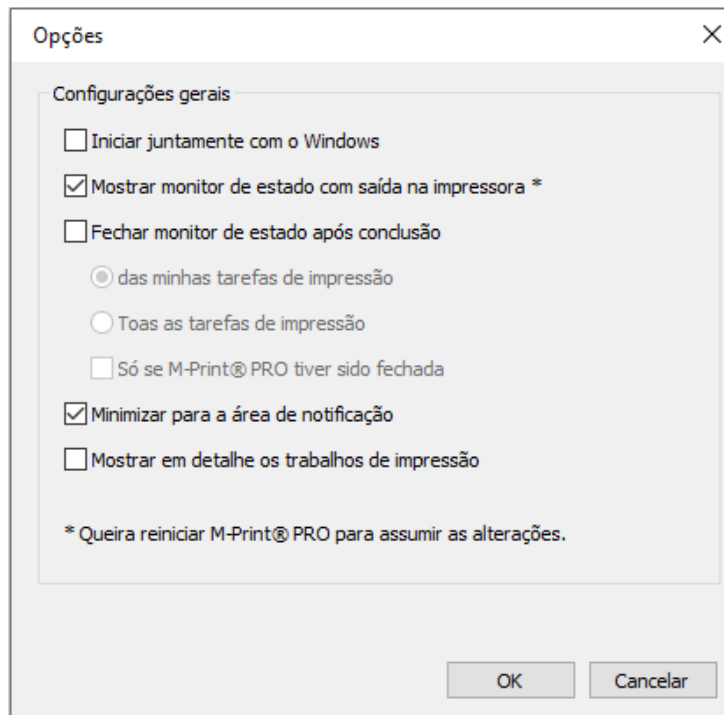 Opções
Configurações gerais
Iniciar juntamente com o Windows
Mostrar monitor de estado com saída na impressora *
Fechar monitor de estado após conclusão
das minhas tarefas de impressão
Toas as tarefas de impressão
Só se M-Print® PRO tiver sido fechada
Minimizar para a área de notificação
Mostrar em detalhe os trabalhos de impressão
* Queira reiniciar M-Print® PRO para assumir as alterações.
OK Cancelar